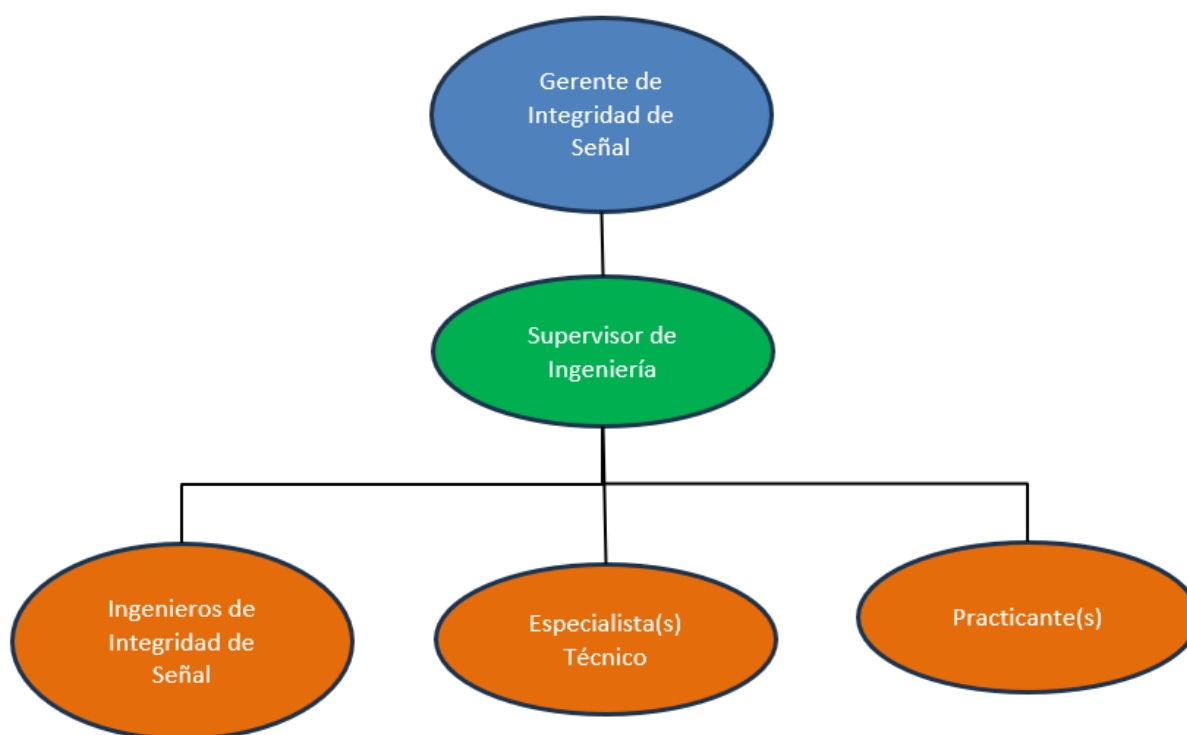 Gerente de
Integridad de
Señal
Supervisor de
Ingeniería
Ingenieros de
Integridad de
Señal
Especialista(s)
Técnico
Practicante(s)